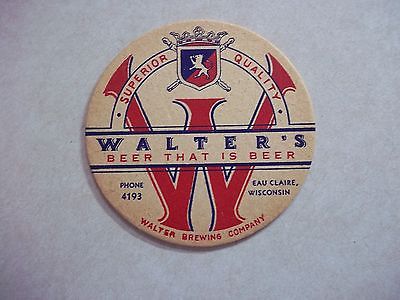 · SUPERIOR QUALITY ·
W
WALTER'S
BEER THAT IS BEER
PHONE
4193
EAU CLAIRE,
WISCONSIN
WALTER BREWING COMPANY